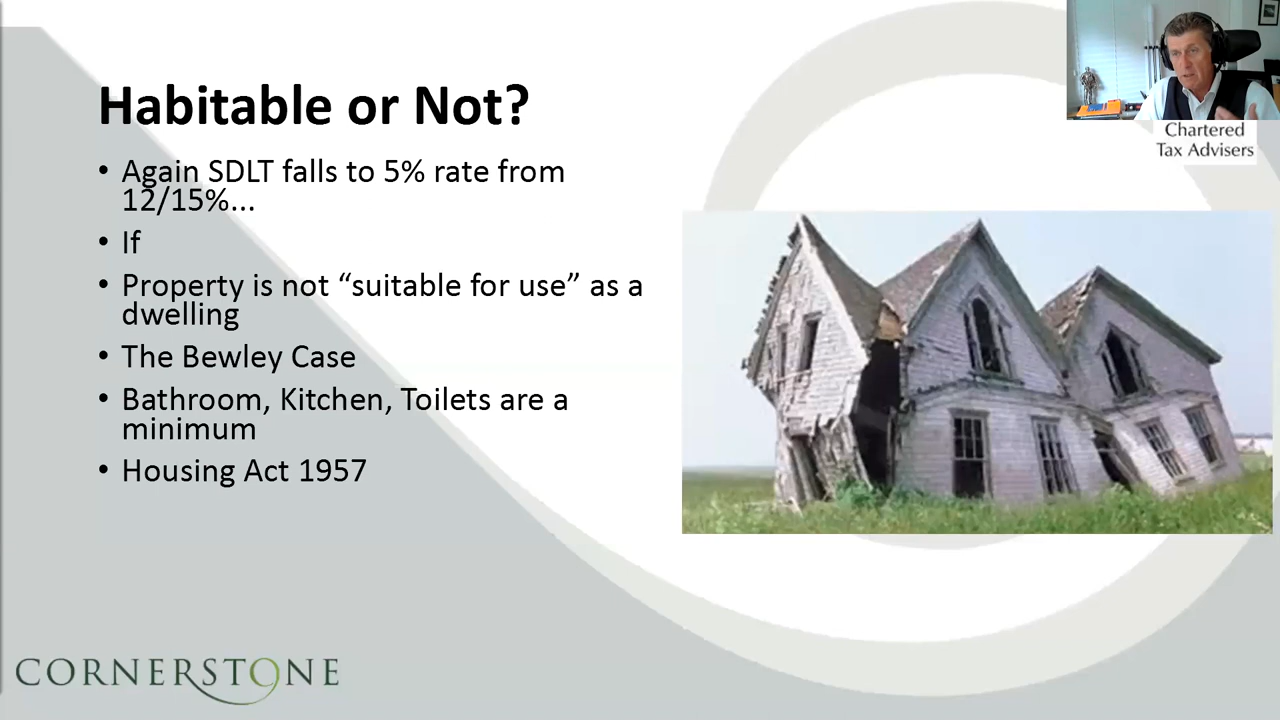 Habitable or Not?
• Again SDLT falls to 5% rate from
12/15%...
• If
• Property is not “suitable for use” as a
dwelling
• The Bewley Case
• Bathroom, Kitchen, Toilets are a
minimum
• Housing Act 1957
Chartered
Tax Advisers
CORNERSTONE